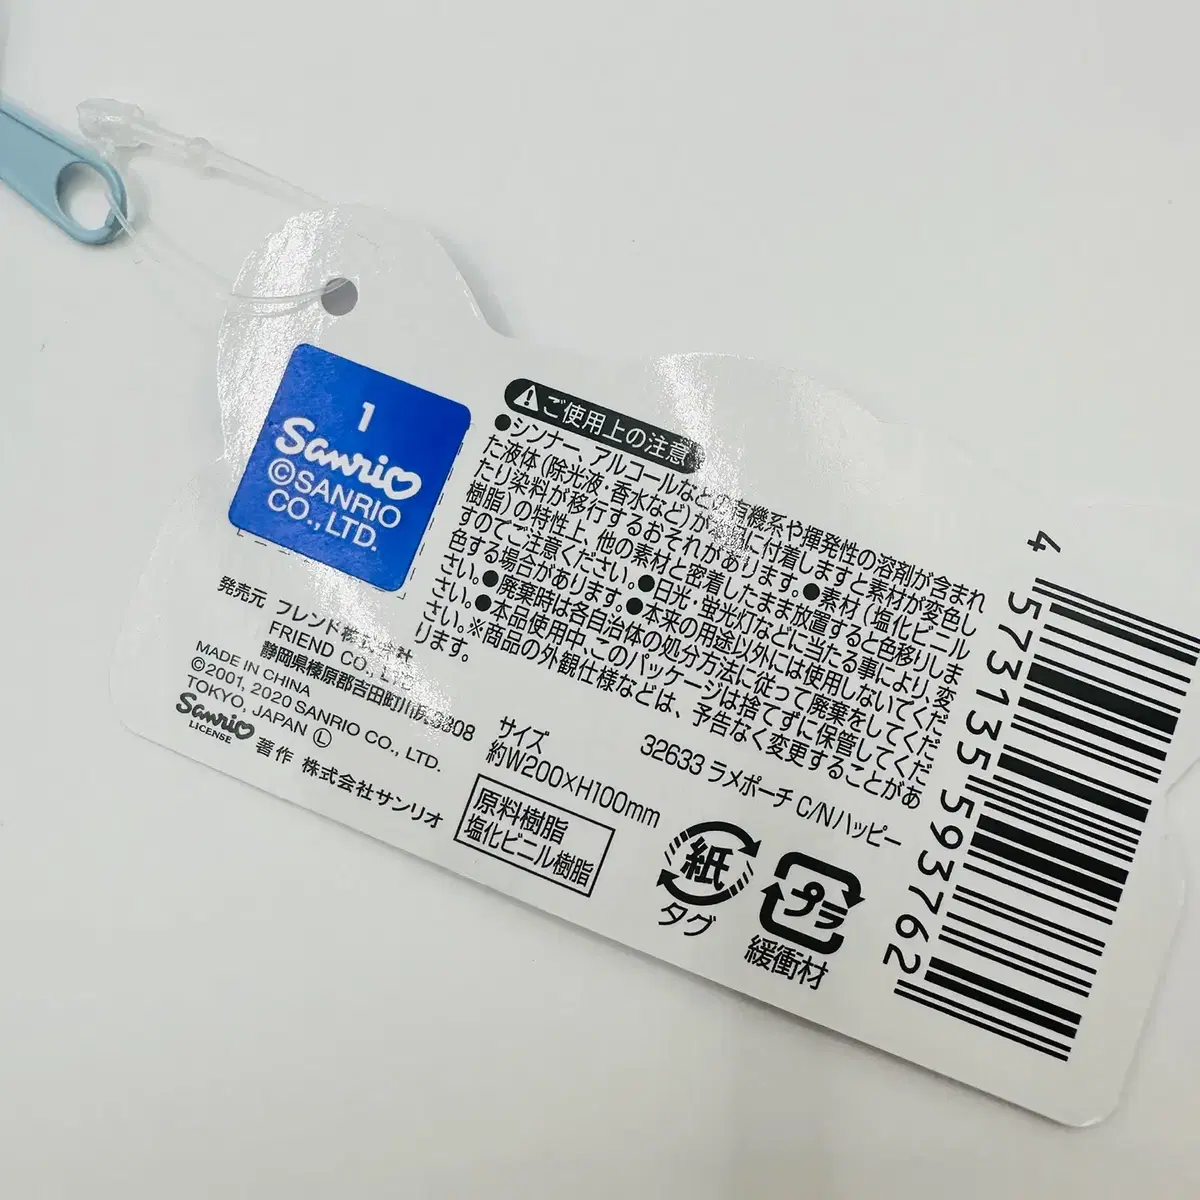 1
Sanrio
©SANRIO
CO., LTD.
⚠ご使用上の注意
●シンナー、アルコールなどの有機系や揮発性の溶剤が含まれ
た液体(除光液・香水など)が に付着しますと素材が変色し
たり染料が移行するおそれがあります。●素材(塩化ビニル
樹脂)の特性上、他の素材と密着したまま放置すると色移りしま
すのでご注意ください。●日光・蛍光灯などに当たる事により、変
色する場合があります。●本来の用途以外には使用しないでくだ
さい。●廃棄時は各自治体の処分方法に従って廃棄をしてくだ
さい。●本品使用中、このパッケージは捨てずに保管してくだ
さい。※商品の外観仕様などは、予告なく変更することがあ
ります。
発売元 フレンド株式会社
FRIEND CO., LTD.
静岡県榛原郡吉田町川尻
MADE IN CHINA
©2001, 2020 SANRIO CO., LTD.
TOKYO, JAPAN Ⓛ
Sanrio
LICENSE
著作 株式会社サンリオ
サイズ
約W200×H100mm
原料樹脂
塩化ビニル樹脂
32633 ラメポーチ C/Nハッピー
紙
タグ
プラ
緩衝材
4 573135 593762